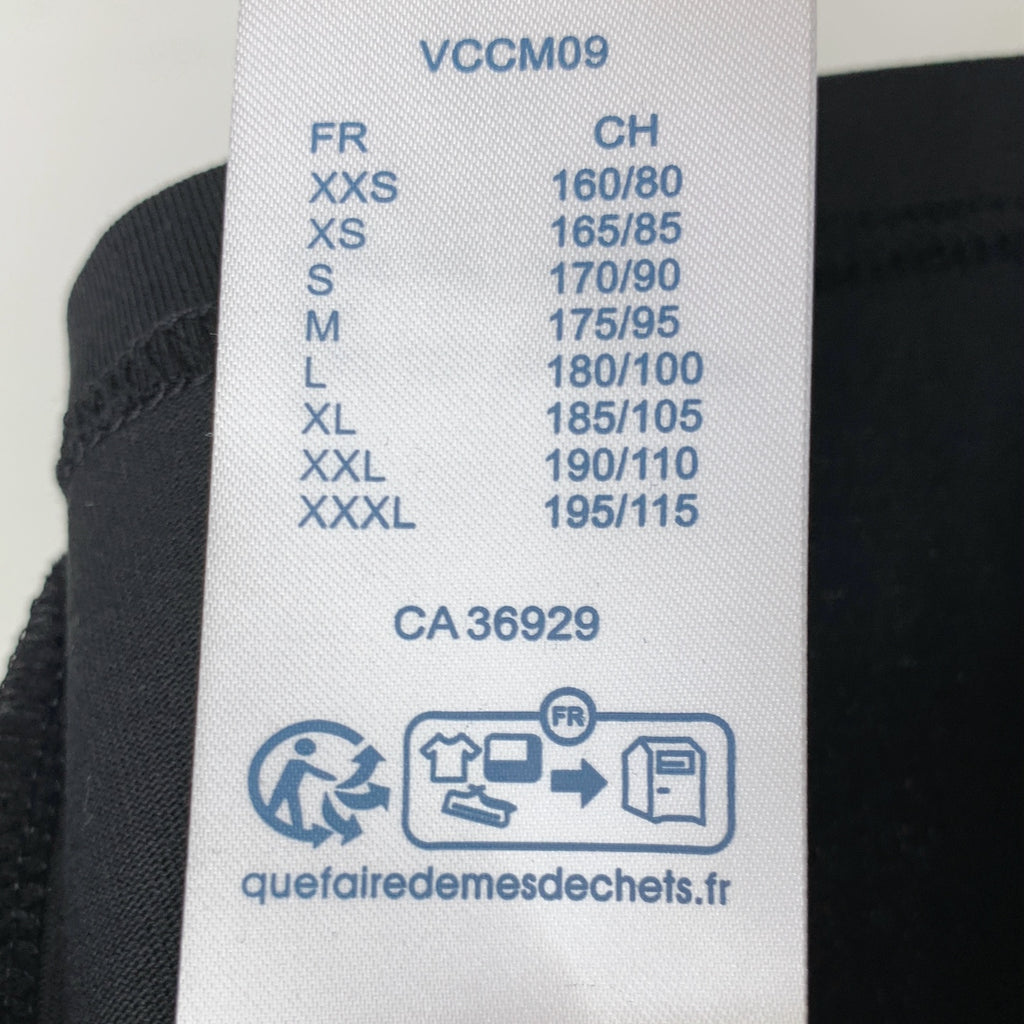 VCCM09
FR CH
XXS 160/80
XS 165/85
S 170/90
M 175/95
L 180/100
XL 185/105
XXL 190/110
XXXL 195/115
CA 36929
FR
quefairedemesdechets.fr